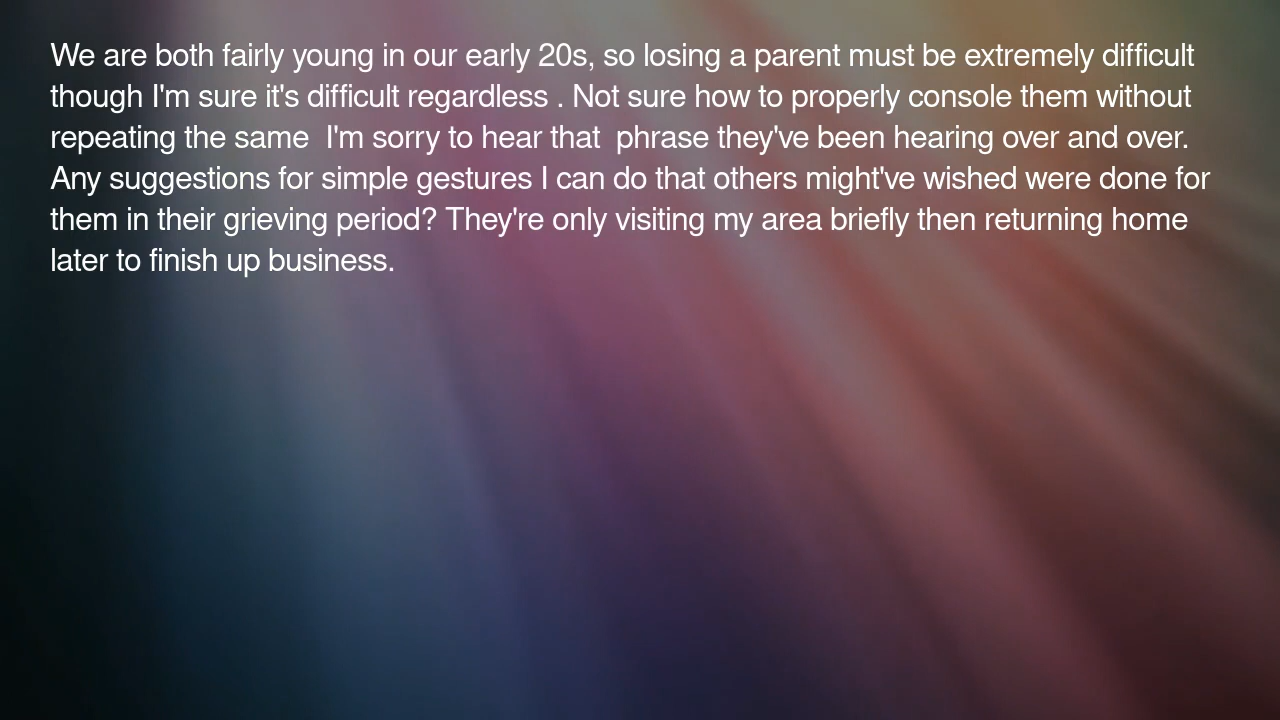 We are both fairly young in our early 20s, so losing a parent must be extremely difficult
though I'm sure it's difficult regardless . Not sure how to properly console them without
repeating the same  I'm sorry to hear that  phrase they've been hearing over and over.
Any suggestions for simple gestures I can do that others might've wished were done for
them in their grieving period? They're only visiting my area briefly then returning home
later to finish up business.